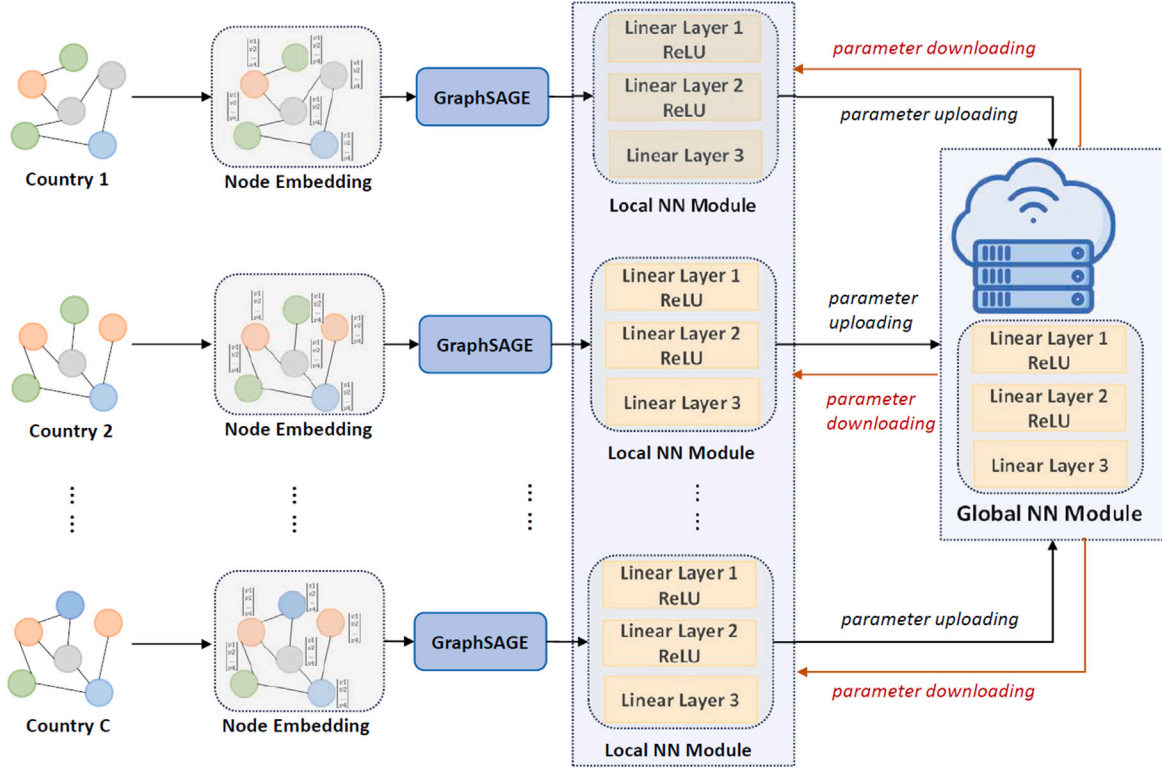 Country 1
Node Embedding
GraphSAGE
Linear Layer 1
ReLU
Linear Layer 2
ReLU
Linear Layer 3
Local NN Module
parameter downloading
parameter uploading
Country 2
Node Embedding
GraphSAGE
Linear Layer 1
ReLU
Linear Layer 2
ReLU
Linear Layer 3
Local NN Module
parameter
uploading
parameter
downloading
Linear Layer 1
ReLU
Linear Layer 2
ReLU
Linear Layer 3
Global NN Module
Country C
Node Embedding
GraphSAGE
Linear Layer 1
ReLU
Linear Layer 2
ReLU
Linear Layer 3
Local NN Module
parameter uploading
parameter downloading